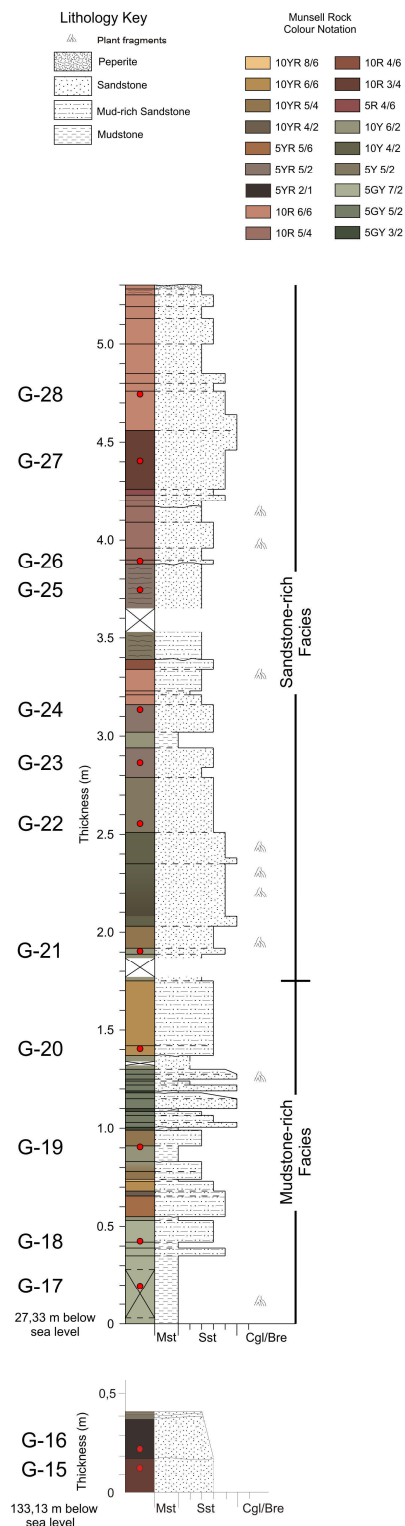 Lithology Key
Plant fragments
Peperite
Sandstone
Mud-rich Sandstone
Mudstone
Munsell Rock
Colour Notation
10YR 8/6
10YR 6/6
10YR 5/4
10YR 4/2
5YR 5/6
5YR 5/2
5YR 2/1
10R 6/6
10R 5/4
10R 4/6
10R 3/4
5R 4/6
10Y 6/2
10Y 4/2
5Y 5/2
5GY 7/2
5GY 5/2
5GY 3/2
5.0
G-28
4.5
G-27
4.0
G-26
G-25
3.5
G-24
3.0
G-23
G-22
2.5
2.0
G-21
1.5
G-20
1.0
G-19
0.5
G-18
G-17
0
Thickness (m)
Sandstone-rich
Facies
Mudstone-rich
Facies
27,33 m below
sea level
Mst Sst Cgl/Bre
0,5
G-16
G-15
0
Thickness (m)
133,13 m below
sea level
Mst Sst Cgl/Bre